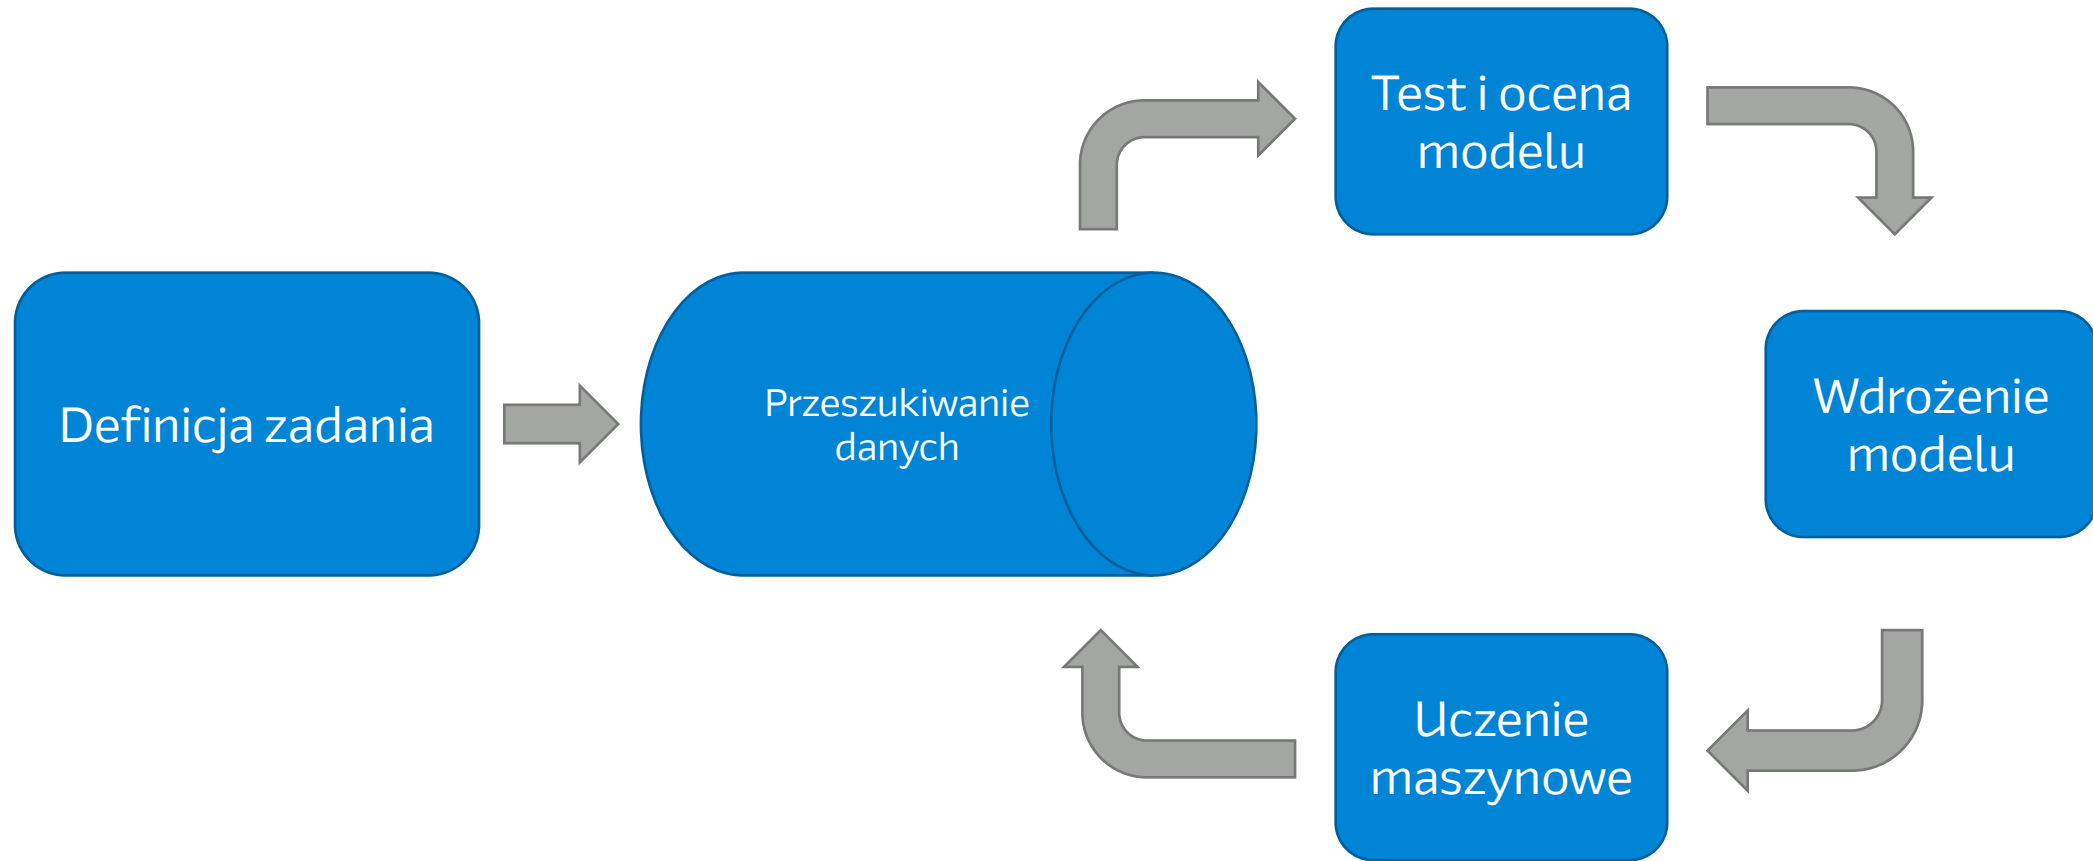 Test i ocena
modelu
Definicja zadania
Przeszukiwanie
danych
Wdrożenie
modelu
Uczenie
maszynowe